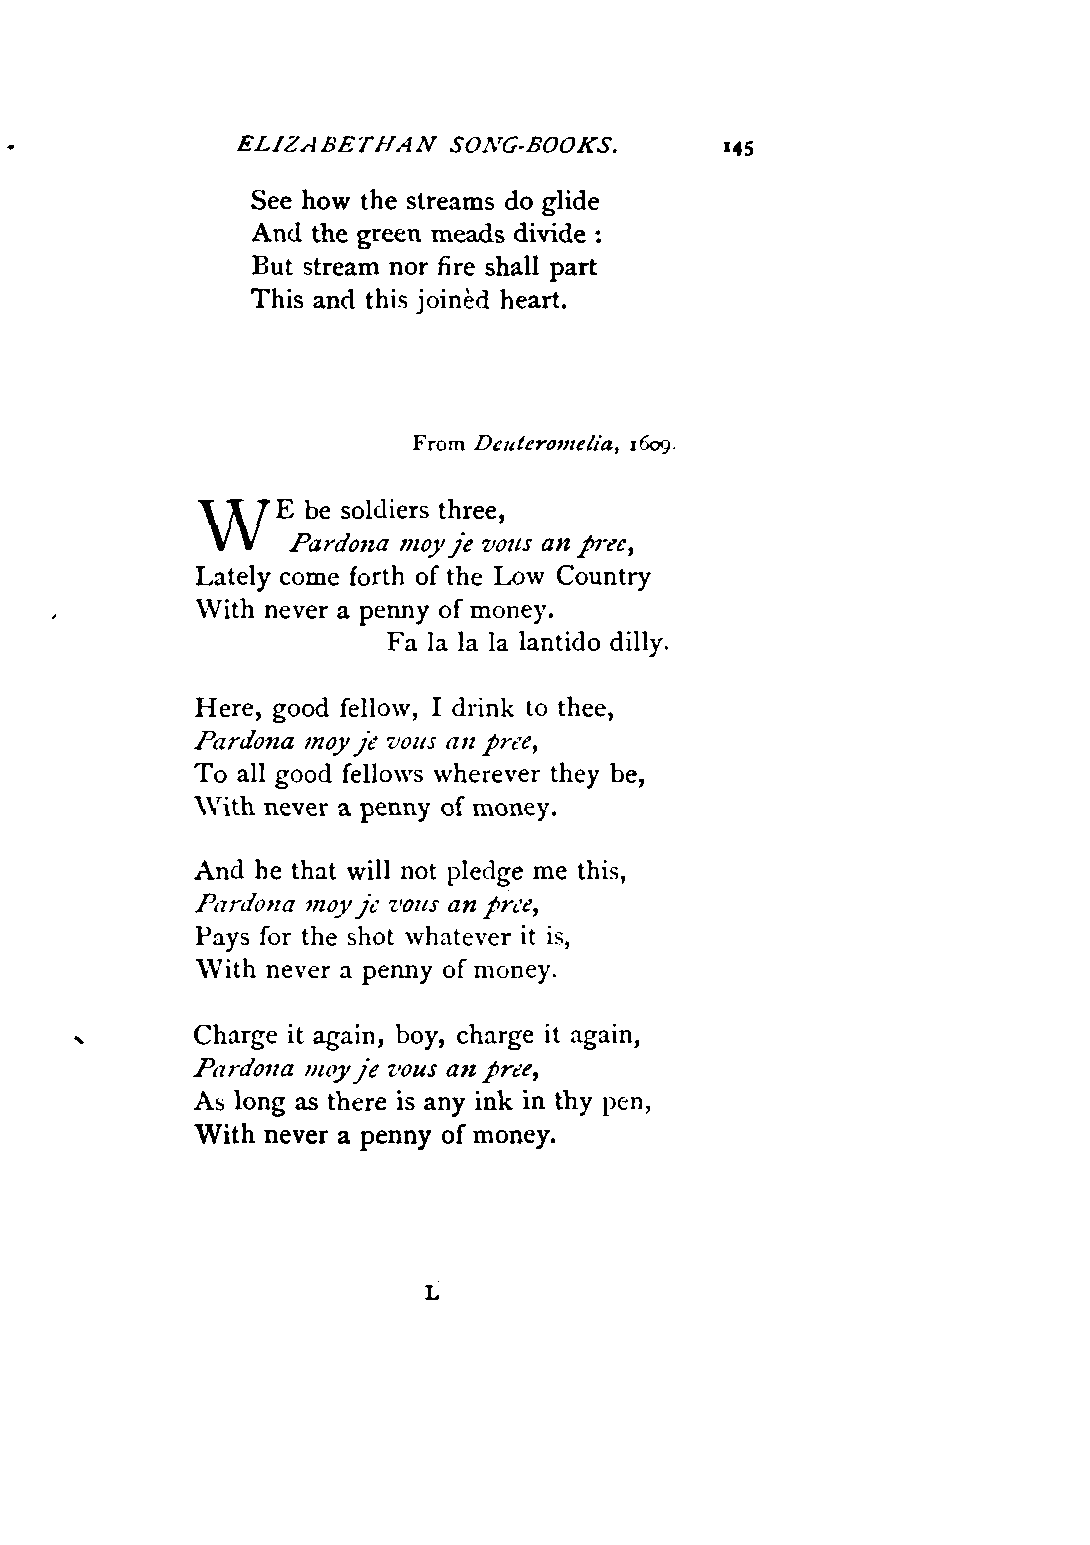 ELIZABETHAN SONG-BOOKS. 145
See how the streams do glide
And the green meads divide :
But stream nor fire shall part
This and this joinèd heart.
From Deuteromelia, 1609.
WE be soldiers three,
Pardona moy je vous an pree,
Lately come forth of the Low Country
With never a penny of money.
Fa la la la lantido dilly.
Here, good fellow, I drink to thee,
Pardona moy je vous an pree,
To all good fellows wherever they be,
With never a penny of money.
And he that will not pledge me this,
Pardona moy je vous an pree,
Pays for the shot whatever it is,
With never a penny of money.
Charge it again, boy, charge it again,
Pardona moy je vous an pree,
As long as there is any ink in thy pen,
With never a penny of money.
L